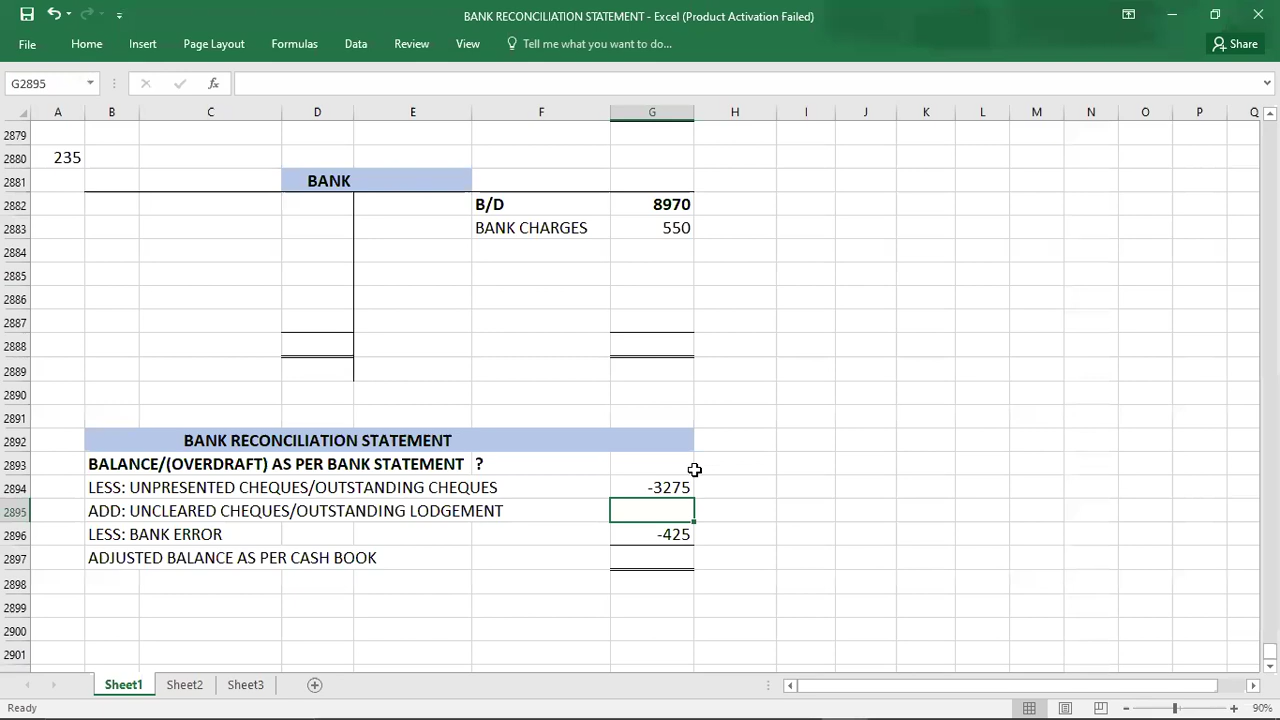 BANK RECONCILIATION STATEMENT - Excel (Product Activation Failed)
File Home Insert Page Layout Formulas Data Review View Tell me what you want to do... Share
G2895 fx
A B C D E F G H I J K L M N O P Q
2879
2880 235
2881 BANK
2882 B/D 8970
2883 BANK CHARGES 550
2884
2885
2886
2887
2888
2889
2890
2891
2892 BANK RECONCILIATION STATEMENT
2893 BALANCE/(OVERDRAFT) AS PER BANK STATEMENT ?
2894 LESS: UNPRESENTED CHEQUES/OUTSTANDING CHEQUES -3275
2895 ADD: UNCLEARED CHEQUES/OUTSTANDING LODGEMENT
2896 LESS: BANK ERROR -425
2897 ADJUSTED BALANCE AS PER CASH BOOK
2898
2899
2900
2901
Sheet1 Sheet2 Sheet3
Ready 90%